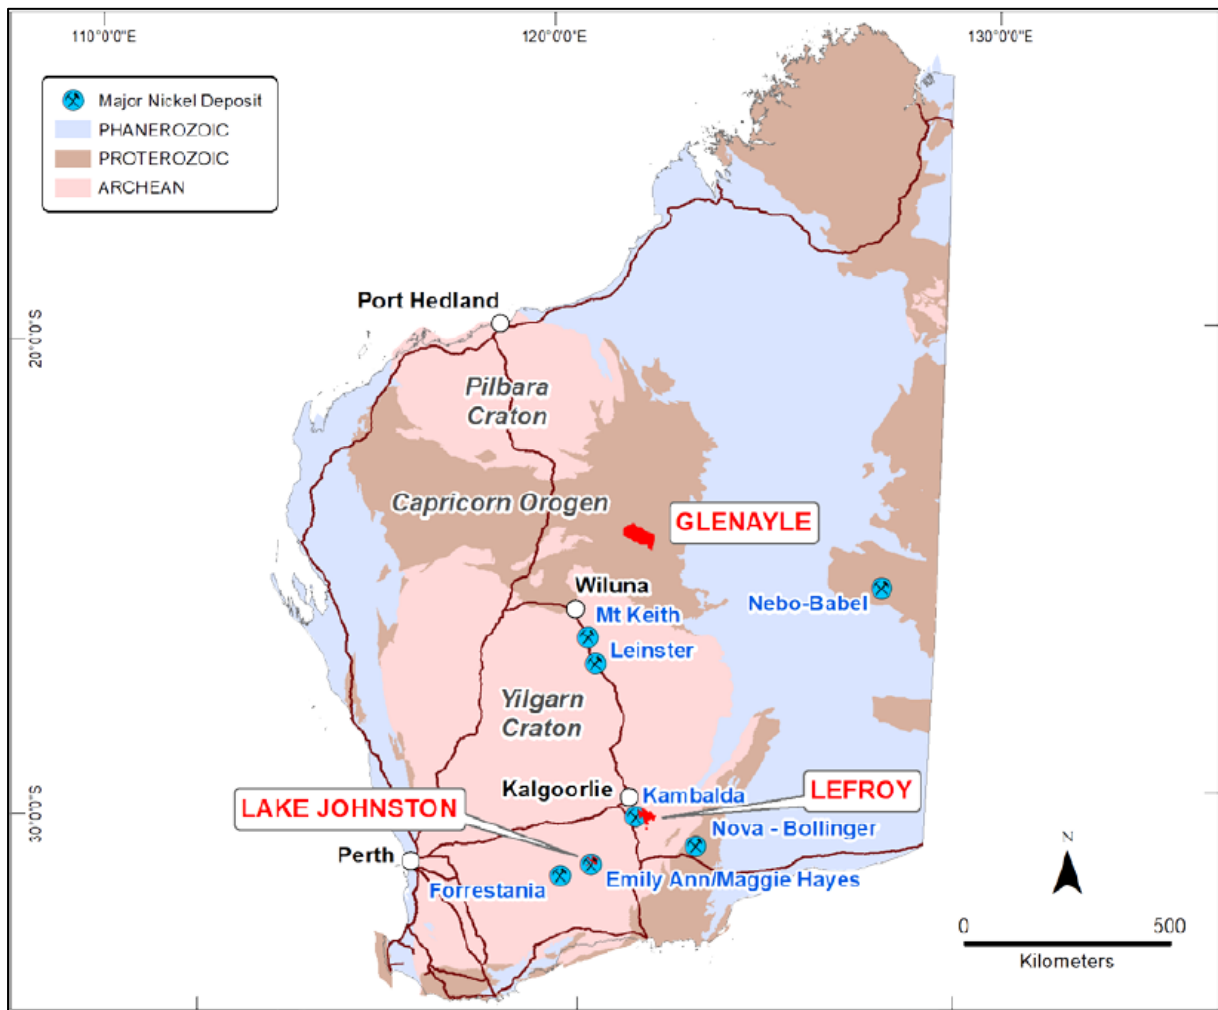 110°0'0"E
120°0'0"E
130°0'0"E
Major Nickel Deposit
PHANEROZOIC
PROTEROZOIC
ARCHEAN
Port Hedland
20°0'0"S
Pilbara
Craton
Capricorn Orogen
GLENAYLE
Wiluna
Mt Keith
Nebo-Babel
Leinster
Yilgarn
Craton
Kalgoorlie
Kambalda
LEFROY
LAKE JOHNSTON
30°0'0"S
Nova - Bollinger
Perth
Forrestania
Emily Ann/Maggie Hayes
N
0
500
Kilometers